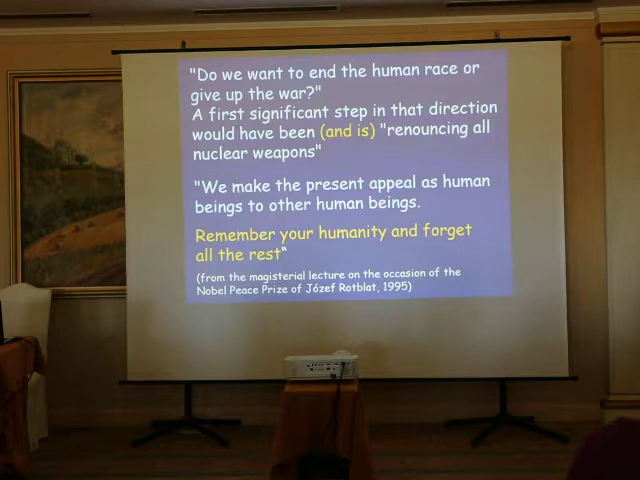 "Do we want to end the human race or
give up the war?"
A first significant step in that direction
would have been (and is) "renouncing all
nuclear weapons"
"We make the present appeal as human
beings to other human beings.
Remember your humanity and forget
all the rest"
(from the magisterial lecture on the occasion of the
Nobel Peace Prize of Józef Rotblat, 1995)